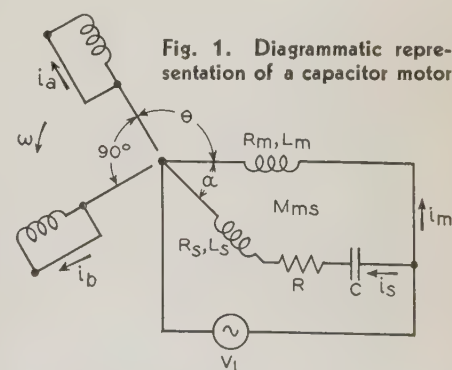 Fig. 1. Diagrammatic repre-
sentation of a capacitor motor
ia
ω
θ
90°
Rm, Lm
α
Mms
im
Rs, Ls
R
C
is
ib
V1